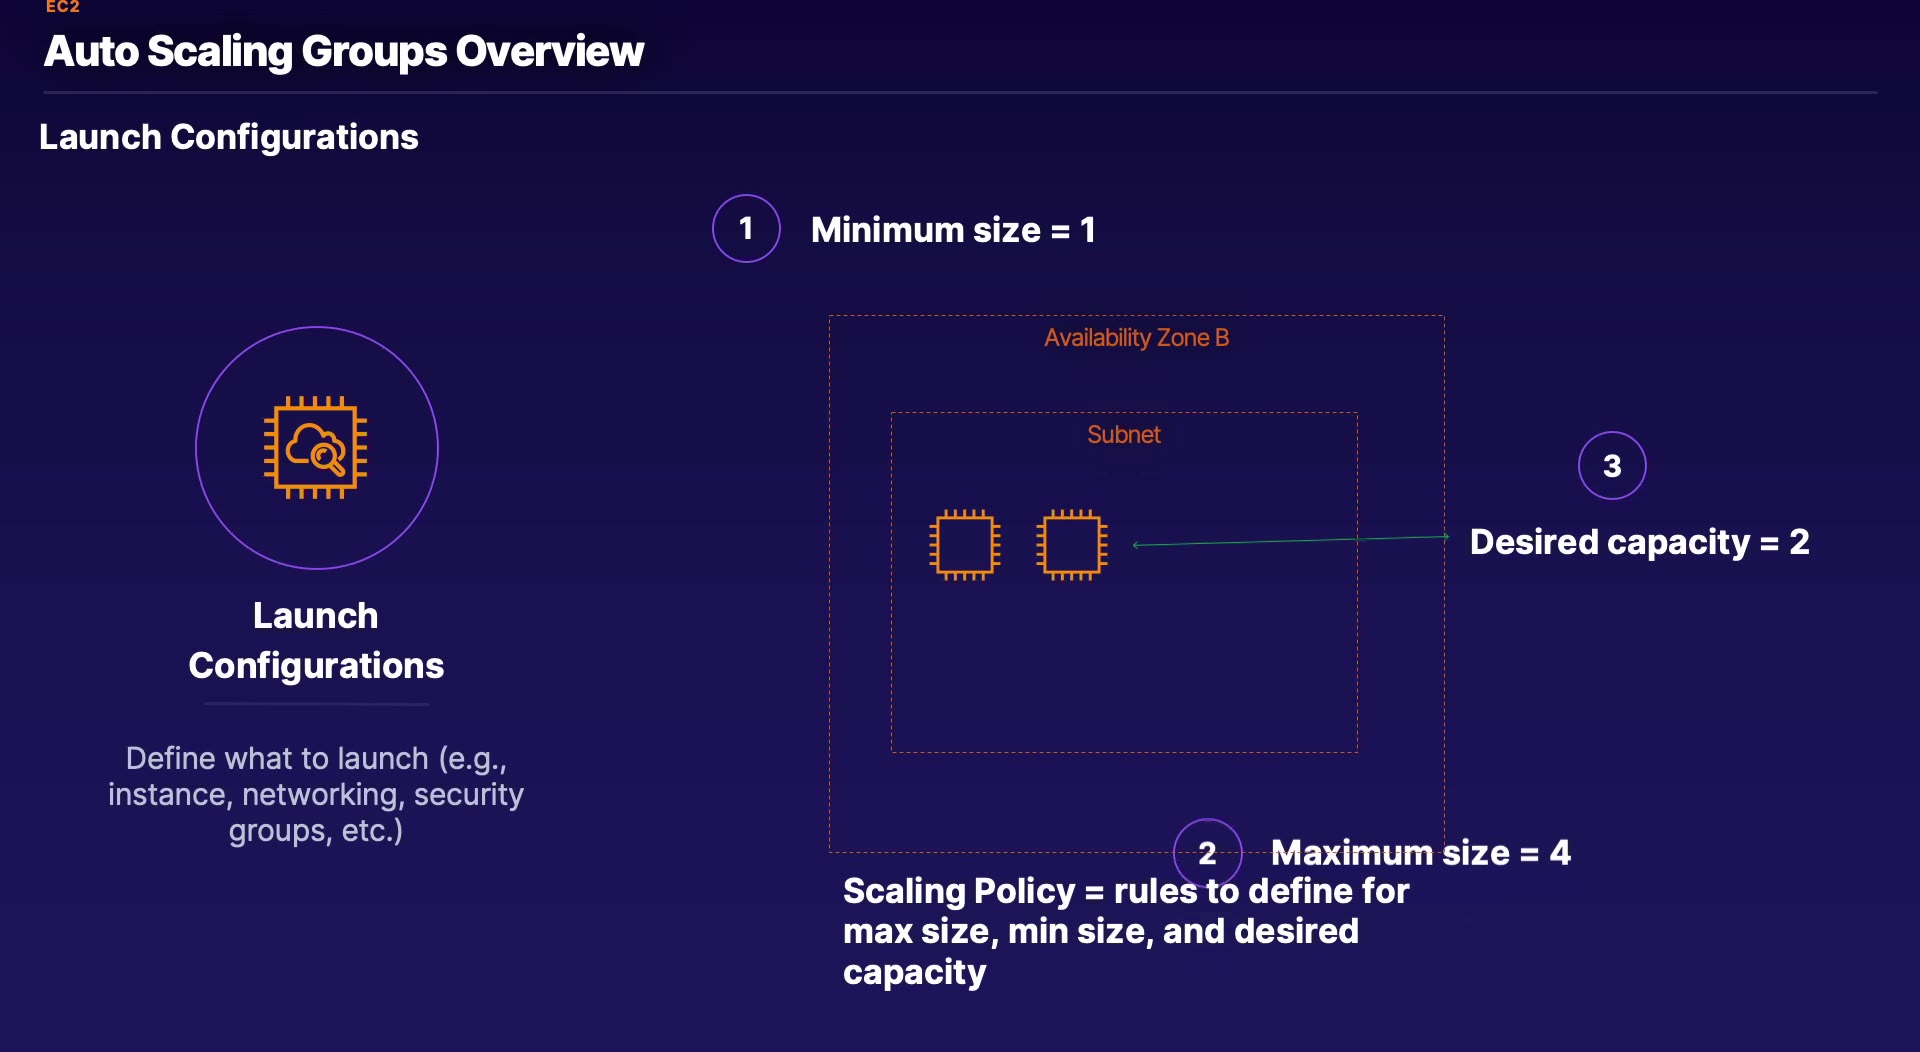 EC2
Auto Scaling Groups Overview
Launch Configurations
1
Minimum size = 1
Availability Zone B
Subnet
3
Desired capacity = 2
Launch
Configurations
Define what to launch (e.g.,
instance, networking, security
groups, etc.)
2
Maximum size = 4
Scaling Policy = rules to define for
max size, min size, and desired
capacity